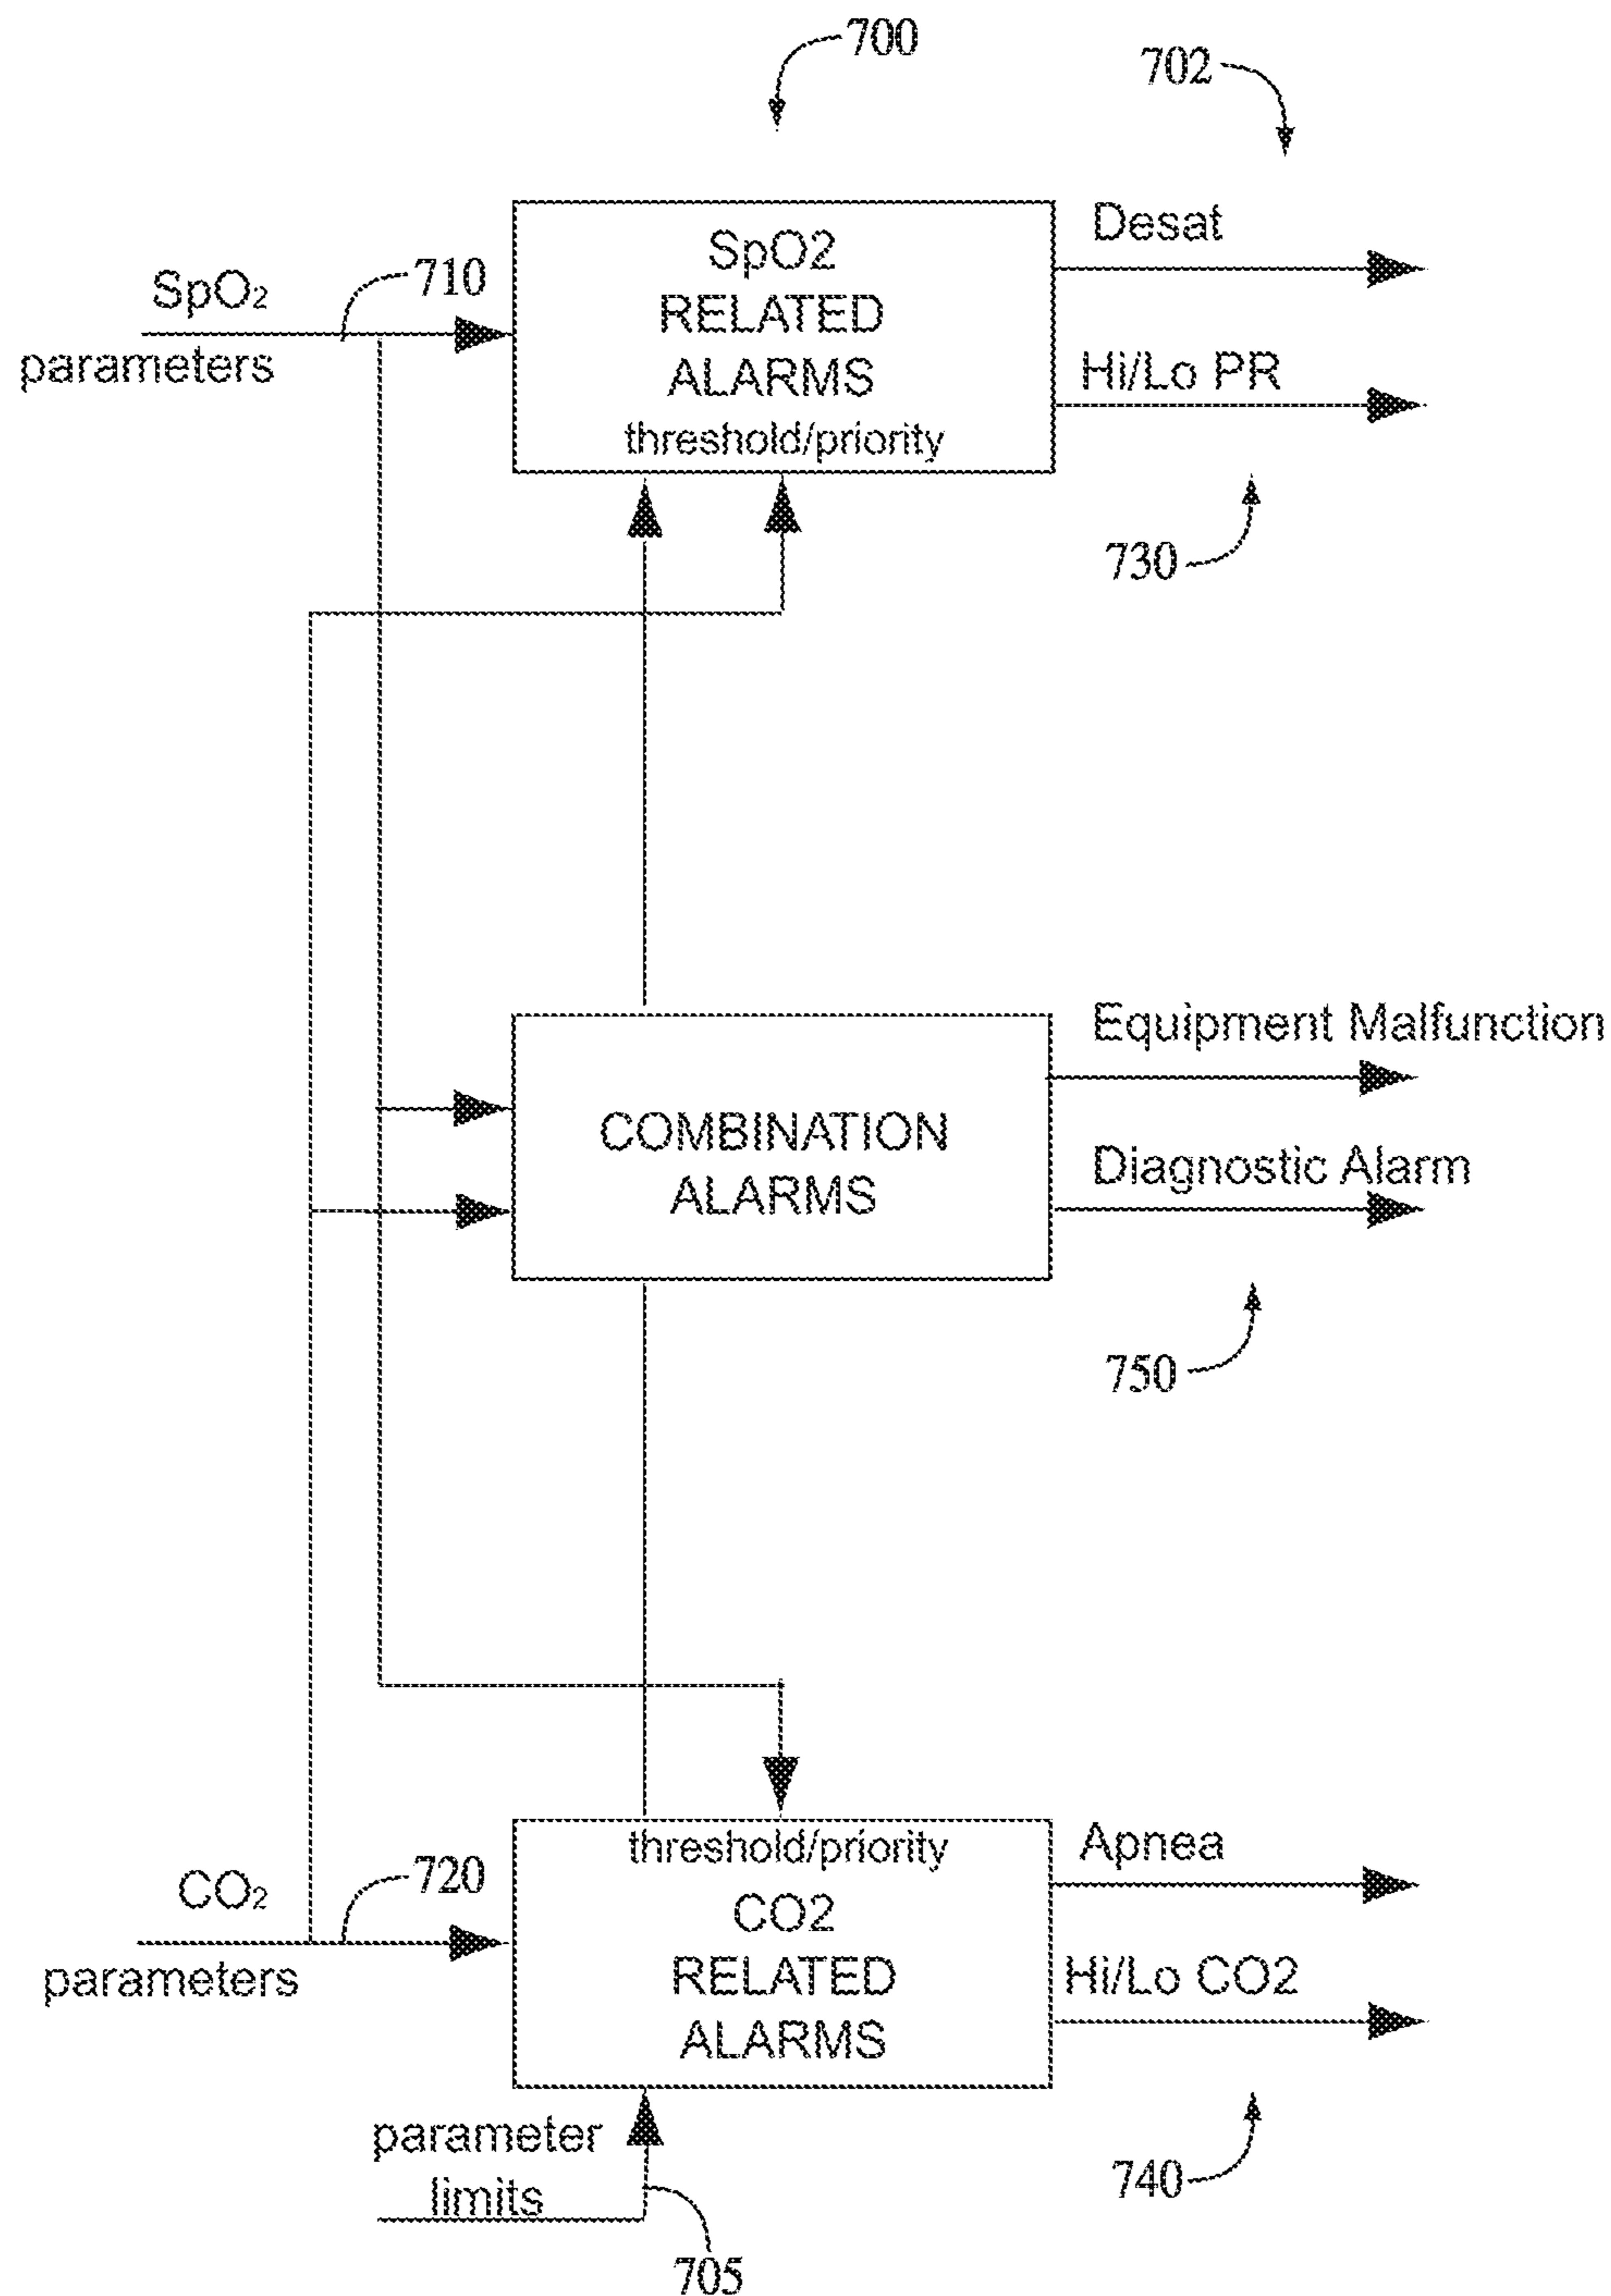 700
702
SpO2
RELATED
ALARMS
threshold/priority
SpO₂
parameters
710
Desat
Hi/Lo PR
730
COMBINATION
ALARMS
Equipment Malfunction
Diagnostic Alarm
750
threshold/priority
CO2
RELATED
ALARMS
CO₂
parameters
720
Apnea
Hi/Lo CO2
740
parameter
limits
705